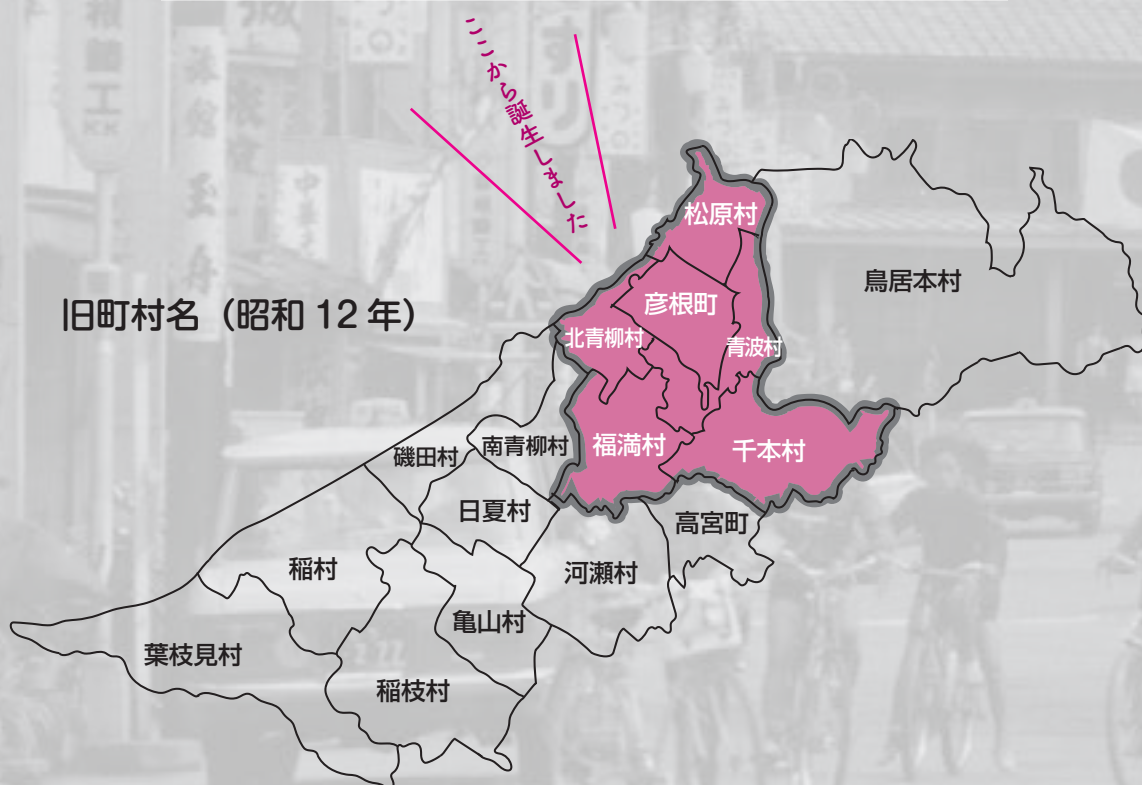 ここから誕生しました
旧町村名（昭和 12 年）
松原村
鳥居本村
彦根町
北青柳村
青波村
福満村
千本村
南青柳村
磯田村
日夏村
高宮町
稲村
河瀬村
亀山村
葉枝見村
稲枝村